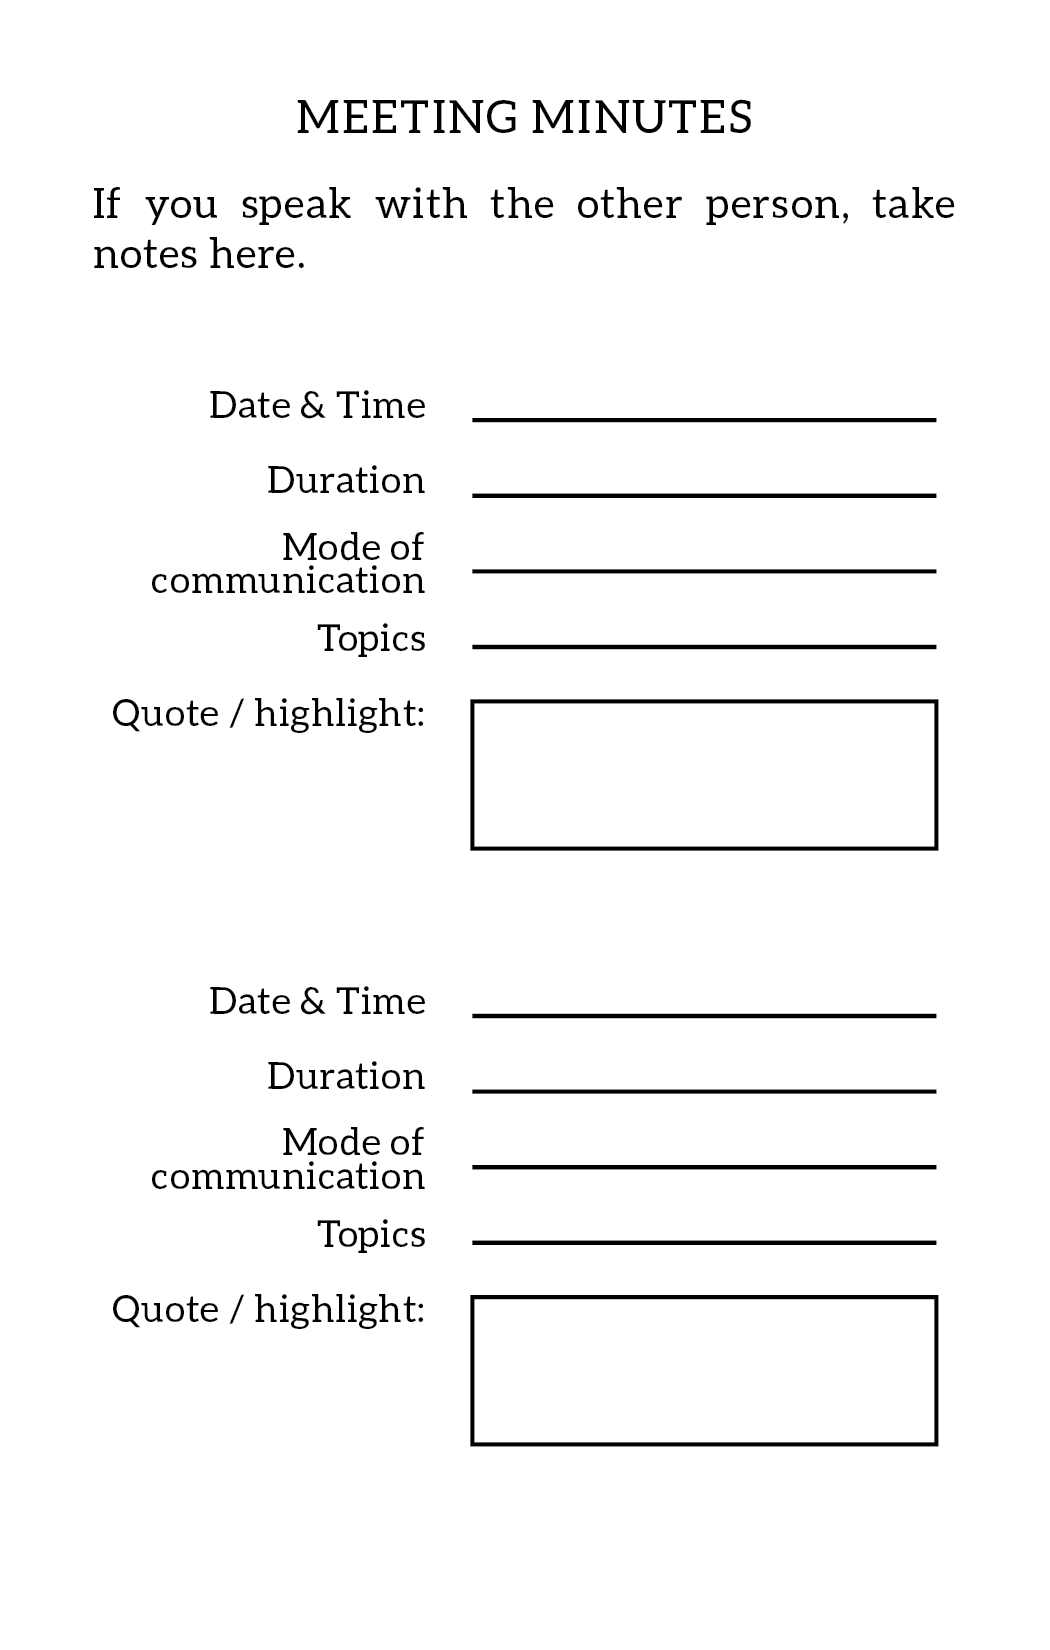 MEETING MINUTES
If you speak with the other person, take
notes here.
Date & Time
Duration
Mode of
communication
Topics
Quote / highlight:
Date & Time
Duration
Mode of
communication
Topics
Quote / highlight: